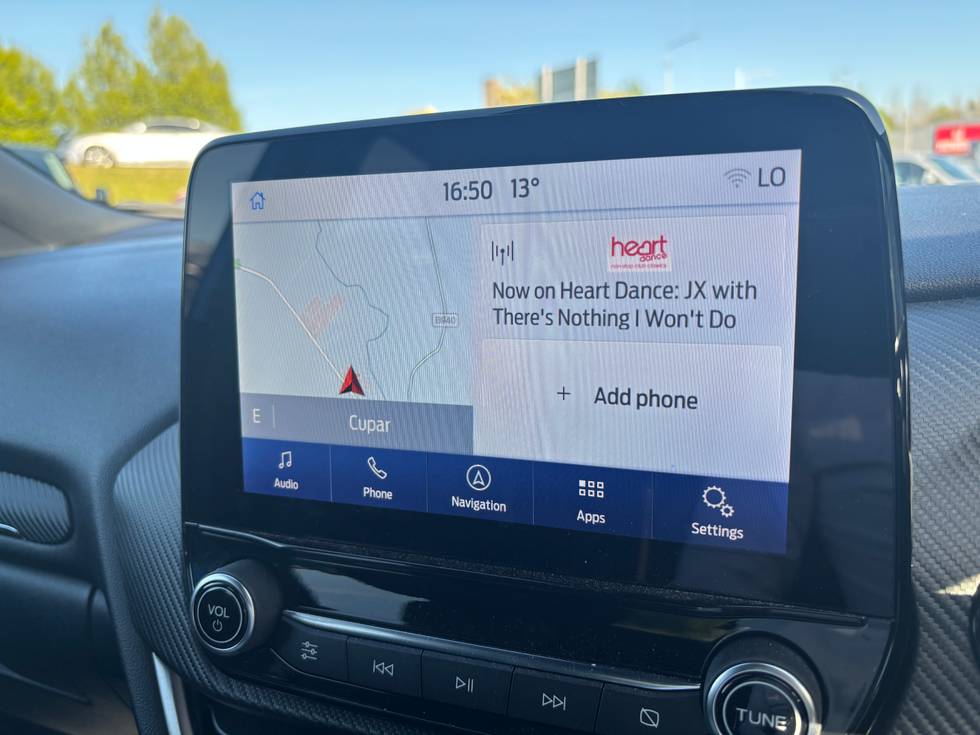 16:50 13°
LO
heart
dance
Now on Heart Dance: JX with
There's Nothing I Won't Do
+ Add phone
E
Cupar
Audio
Phone
Navigation
Apps
Settings
VOL
TUNE